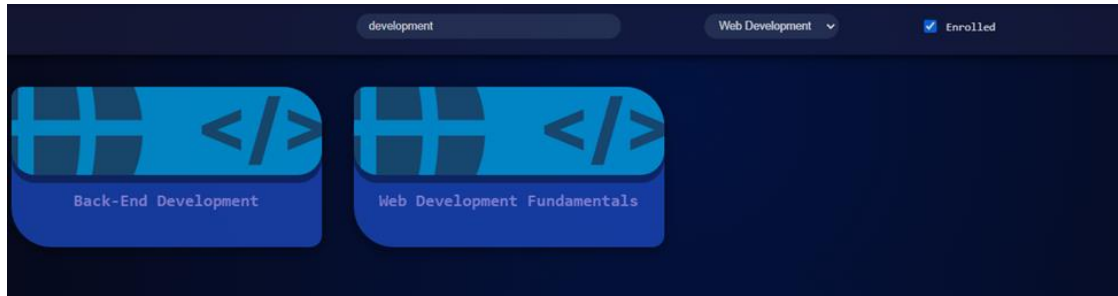 development
Web Development
Enrolled
</>
</>
Back-End Development
Web Development Fundamentals